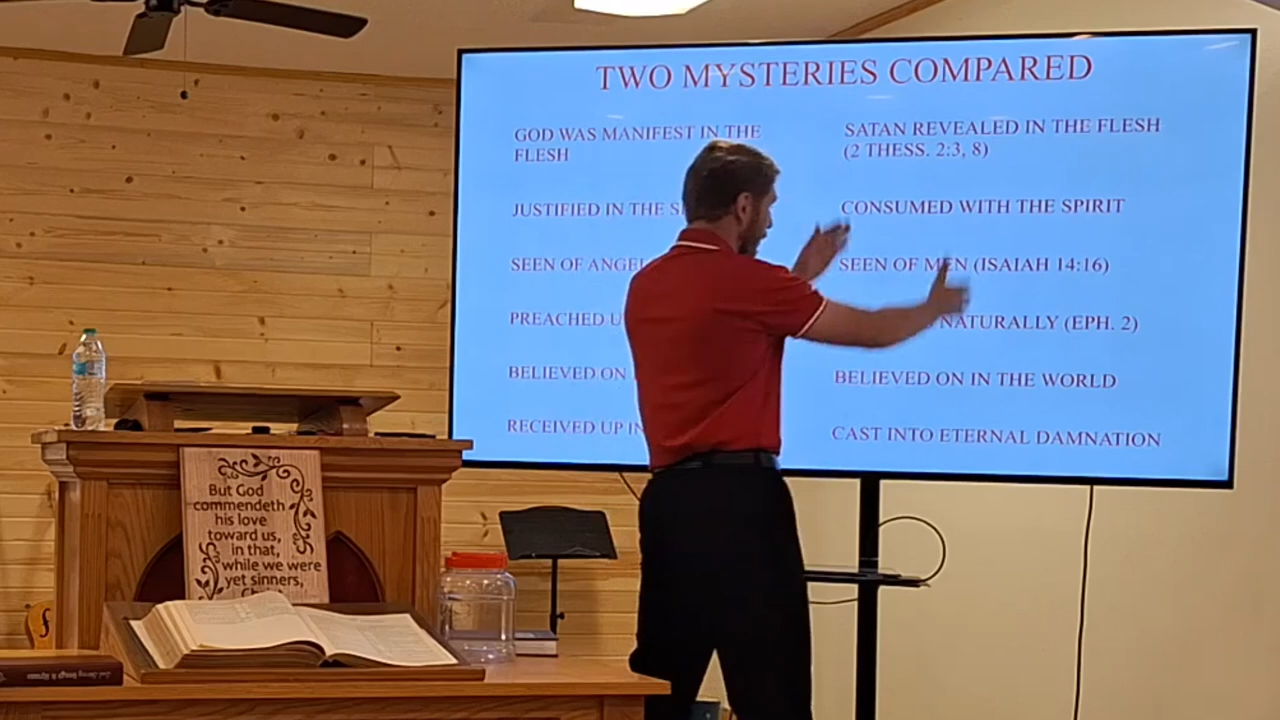 TWO MYSTERIES COMPARED
GOD WAS MANIFEST IN THE
FLESH
JUSTIFIED IN THE
SEEN OF
PREACHED
BELIEVED ON
RECEIVED UP
SATAN REVEALED IN THE FLESH
(2 THESS. 2:3, 8)
CONSUMED WITH THE SPIRIT
SEEN OF MEN (ISAIAH 14:16)
NATURALLY (EPH. 2)
BELIEVED ON IN THE WORLD
CAST INTO ETERNAL DAMNATION
But God
commendeth
his love
toward us,
in that,
while we were
yet sinners,